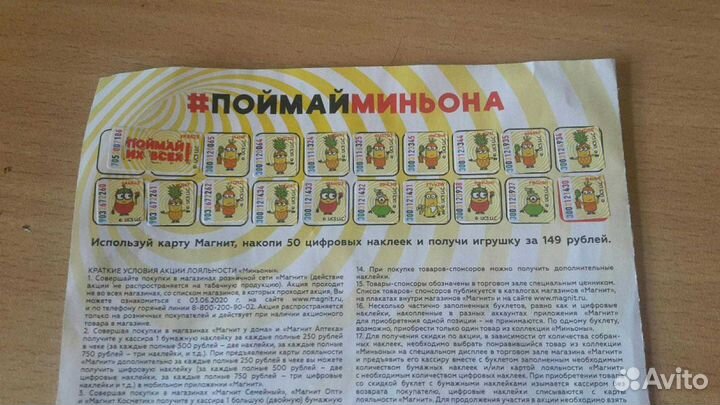 #ПОЙМАЙМИНЬОНА
ПОЙМАЙ
ИХ ВСЕХ!
Используй карту Магнит, накопи 50 цифровых наклеек и получи игрушку за 149 рублей.
КРАТКИЕ УСЛОВИЯ АКЦИИ ЛОЯЛЬНОСТИ «Миньоны»:
1. Совершайте покупки в магазинах розничной сети «Магнит» (действие
акции не распространяется на табачную продукцию). Акция проходит
не во всех магазинах, со списком магазинов, в которых проходит акция, Вы
можете ознакомиться с 03.06.2020 г. на сайте www.magnit.ru,
и по телефону горячей линии 8-800-200-90-02. Акция распространяется
только на розничных покупателей и действует при наличии акционного
товара в магазине.
2. Совершая покупки в магазинах «Магнит у дома» и «Магнит Аптека»
получите у кассира 1 бумажную наклейку за каждые полные 250 рублей
в чеке (за каждые полные 500 рублей – две наклейки, за каждые полные
750 рублей – три наклейки, и т.д.). При предъявлении карты лояльности
«Магнит» дополнительно за каждые полные 250 рублей в чеке вы можете
получить цифровую наклейку (за каждые полные 500 рублей – две
цифровые наклейки, за каждые полные 750 рублей – три цифровые
наклейки и т.д.) в мобильном приложении «Магнит».
3. Совершая покупки в магазинах «Магнит Семейный», «Магнит Опт»
и «Магнит Косметик» получите у кассира 1 большую (двойную) бумажную
14. При покупке товаров-спонсоров можно получить дополнительные
наклейки.
15. Товары-спонсоры обозначены в торговом зале специальным ценником.
Список товаров- спонсоров публикуется в каталогах магазинов «Магнит»,
на плакатах внутри магазинов «Магнит» и на сайте www.magnit.ru.
16. Несколько частично заполненных буклетов, равно как и цифровые
наклейки, накопленные в разных аккаунтах приложения «Магнит»
для приобретения одной позиции – не принимаются. По одному буклету,
возможно, приобрести только один товар из коллекции «Миньоны».
17. Для получения скидки по акции, в зависимости от количества собран-
ных наклеек, необходимо выбрать понравившийся товар из коллекции
«Миньоны» на специальном дисплее в торговом зале магазина «Магнит»
и предъявить его кассиру вместе с буклетом заполненным необходимым
количеством бумажных наклеек и/или картой лояльности «Магнит»
с необходимым количеством цифровых наклеек. При приобретении товара
со скидкой буклет с бумажными наклейками изымается кассиром
возврата покупателю, цифровые наклейки списываются с
лояльности «Магнит». Для продолжения участия в акции необходимо
Avito